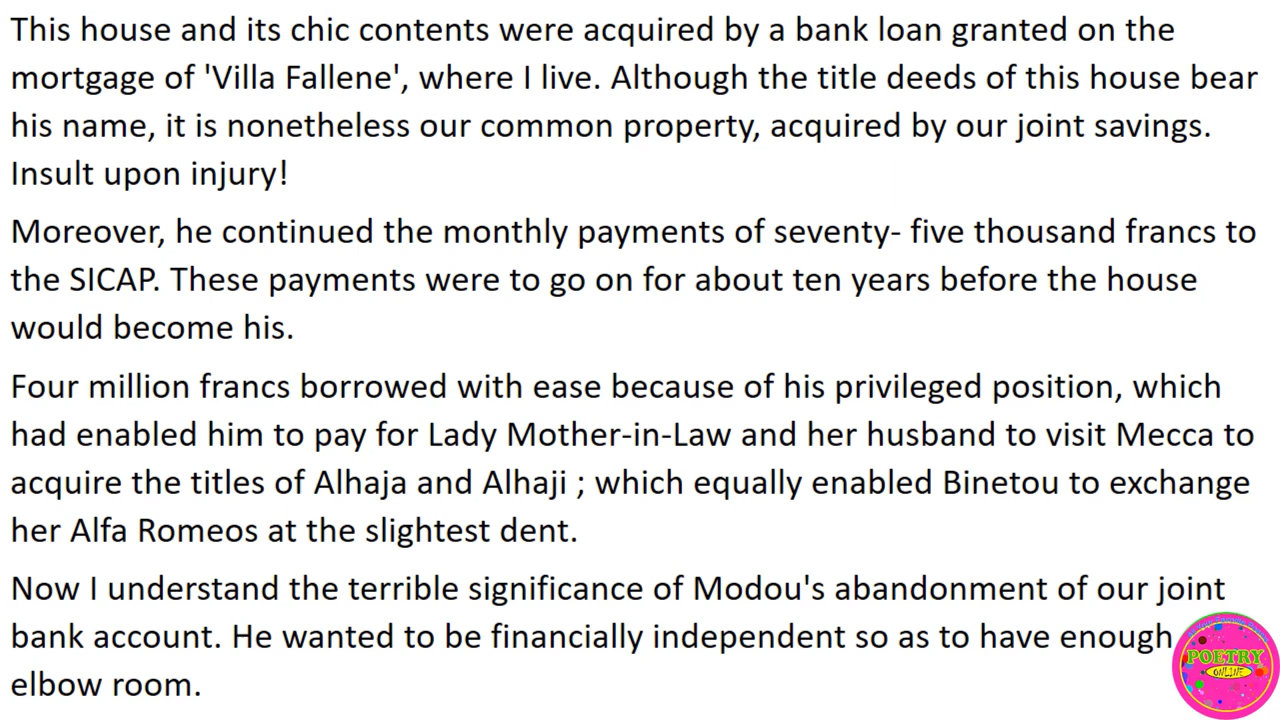 This house and its chic contents were acquired by a bank loan granted on the
mortgage of 'Villa Fallene', where I live. Although the title deeds of this house bear
his name, it is nonetheless our common property, acquired by our joint savings.
Insult upon injury!
Moreover, he continued the monthly payments of seventy- five thousand francs to
the SICAP. These payments were to go on for about ten years before the house
would become his.
Four million francs borrowed with ease because of his privileged position, which
had enabled him to pay for Lady Mother-in-Law and her husband to visit Mecca to
acquire the titles of Alhaja and Alhaji ; which equally enabled Binetou to exchange
her Alfa Romeos at the slightest dent.
Now I understand the terrible significance of Modou's abandonment of our joint
bank account. He wanted to be financially independent so as to have enough
elbow room.
POETRY
ONLINE